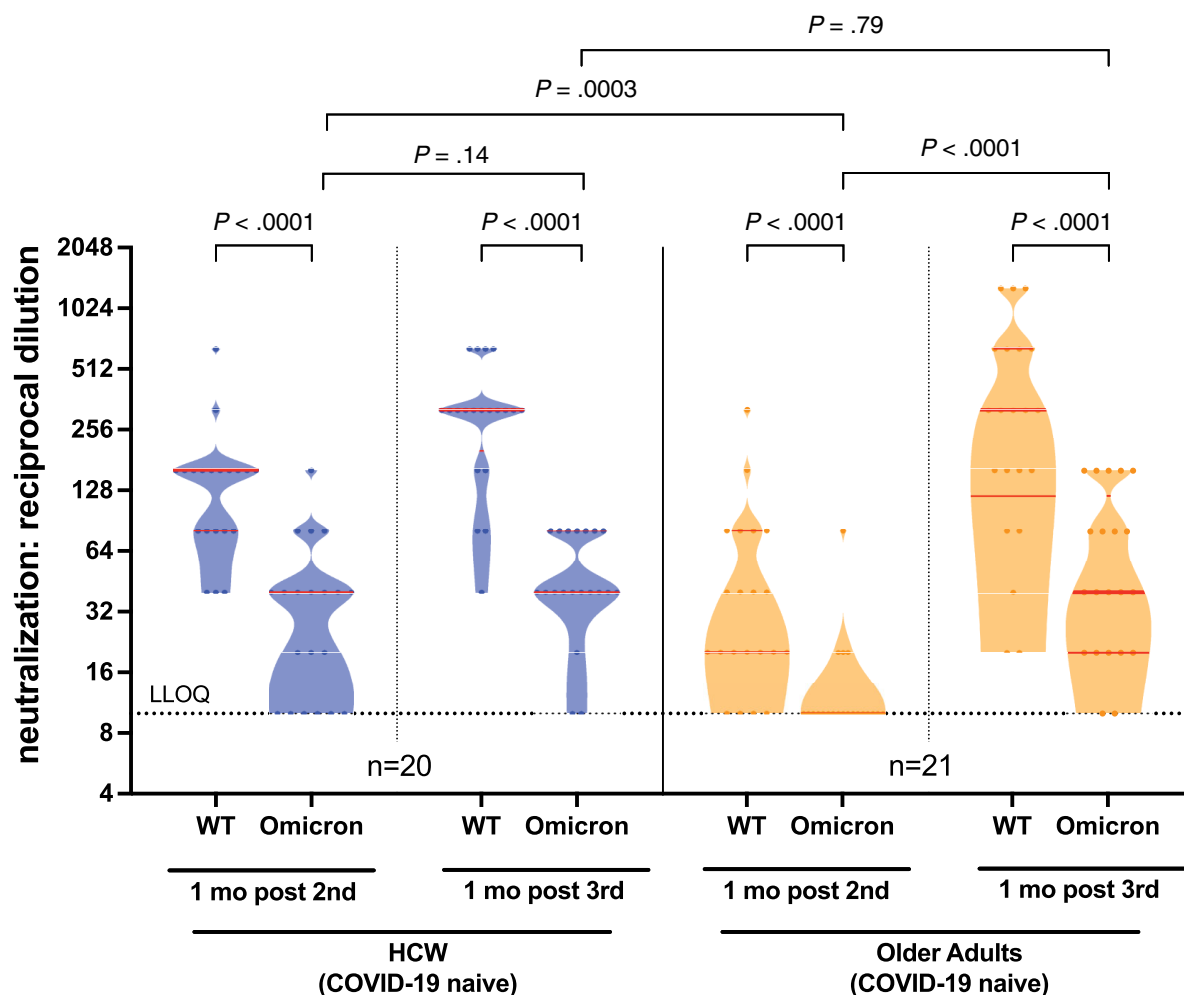 P = .79
P = .0003
P = .14
P < .0001
P < .0001
P < .0001
P < .0001
P < .0001
neutralization: reciprocal dilution
2048
1024
512
256
128
64
32
16
8
4
LLOQ
n=20
n=21
WT Omicron WT Omicron WT Omicron WT Omicron
1 mo post 2nd 1 mo post 3rd 1 mo post 2nd 1 mo post 3rd
HCW
(COVID-19 naive)
Older Adults
(COVID-19 naive)